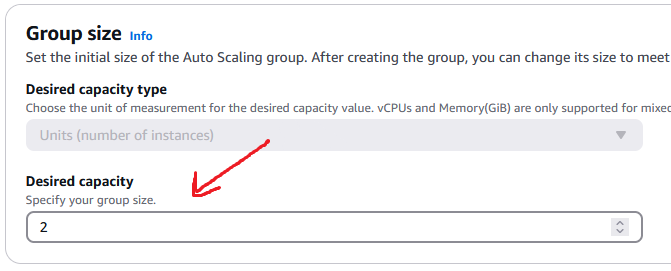 Group size Info
Set the initial size of the Auto Scaling group. After creating the group, you can change its size to meet
Desired capacity type
Choose the unit of measurement for the desired capacity value. vCPUs and Memory(GiB) are only supported for mixed
Units (number of instances)
Desired capacity
Specify your group size.
2